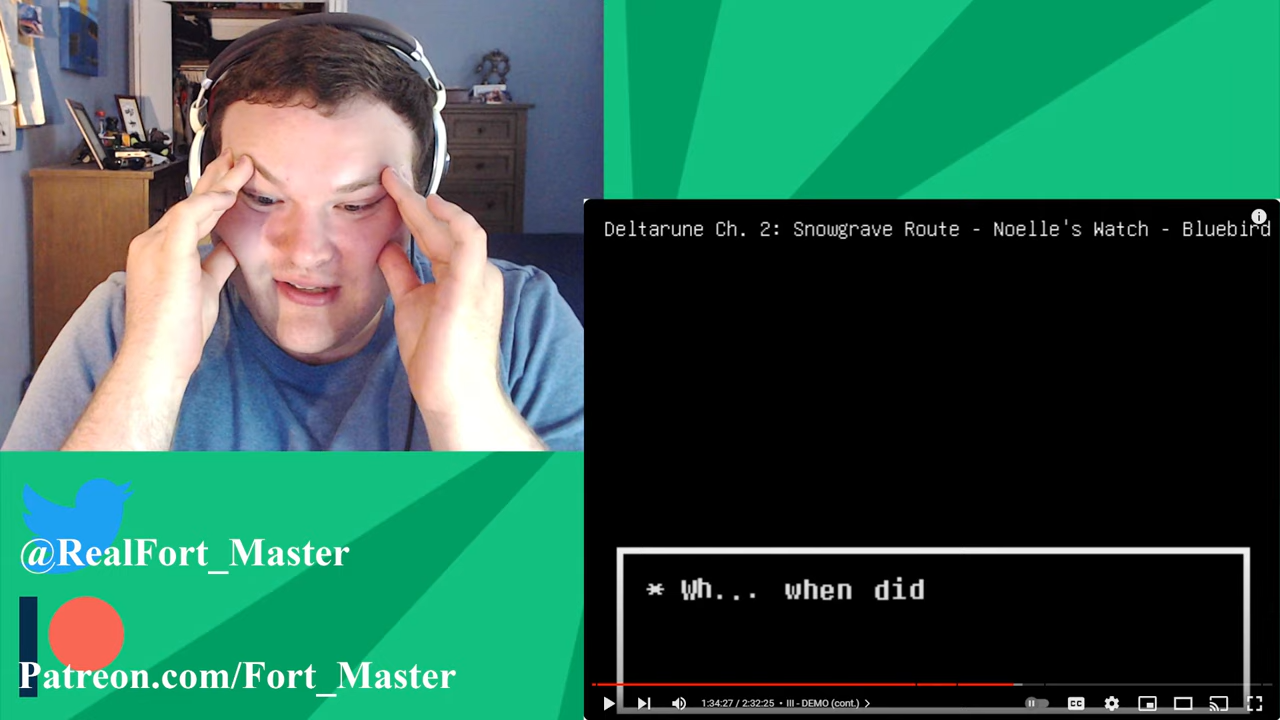 Deltarune Ch. 2: Snowgrave Route - Noelle's Watch - Bluebird
* Wh... when did
@RealFort_Master
Patreon.com/Fort_Master
1:34:27 / 2:32:25 • III - DEMO (cont.)
CC